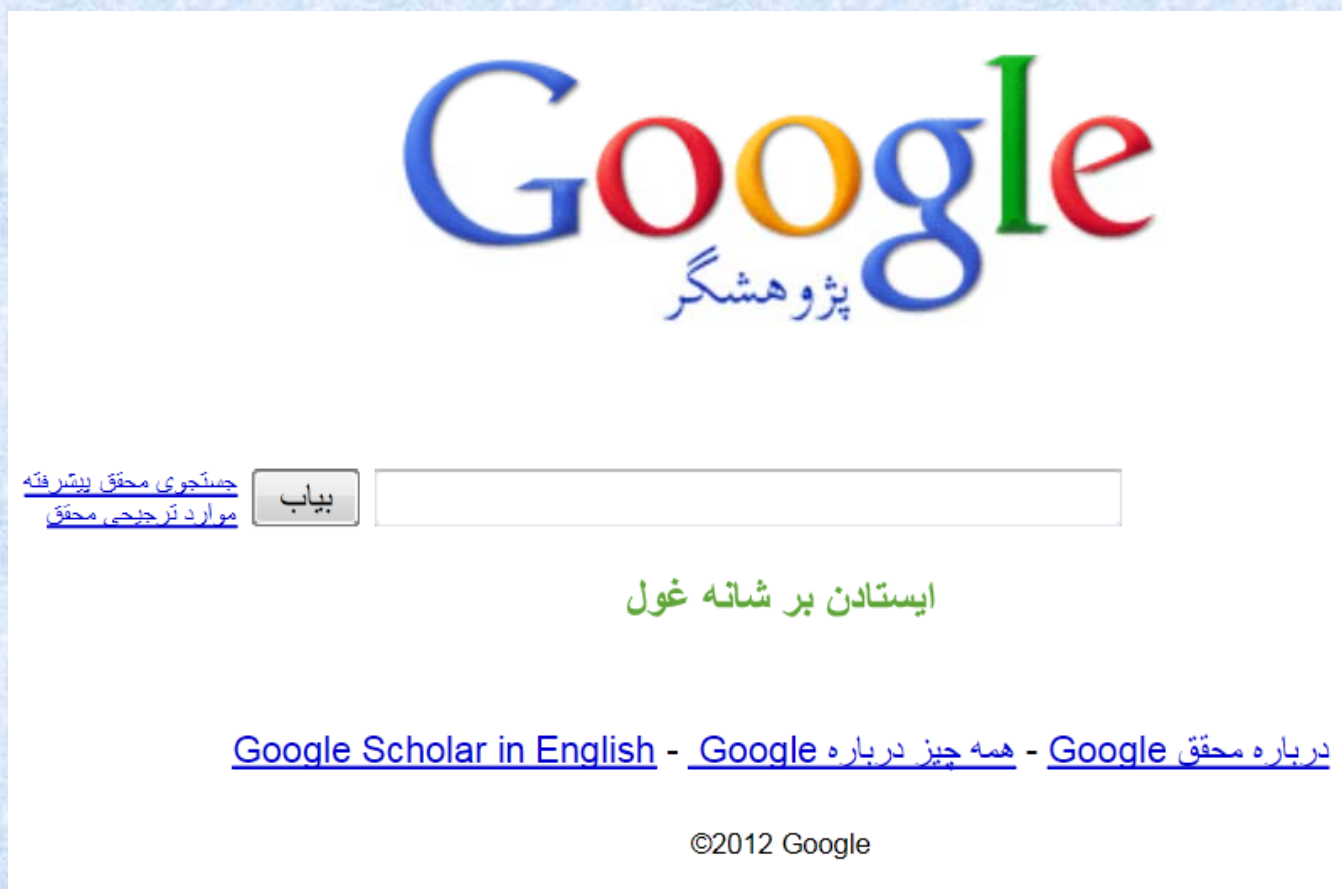 Google
پژوهشگر
جستجوی محقق پیشرفته
بیاب
موارد ترجیحی محقق
ایستادن بر شانه غول
درباره محقق Google - همه چیز درباره Google - Google Scholar in English
©2012 Google